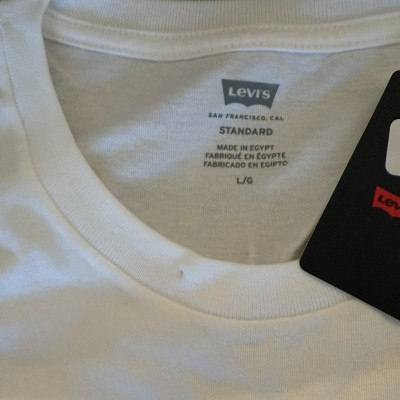 Levi's
SAN FRANCISCO, CAL
STANDARD
MADE IN EGYPT
FABRIQUÉ EN ÉGYPTE
FABRICADO EN EGIPTO
L/G